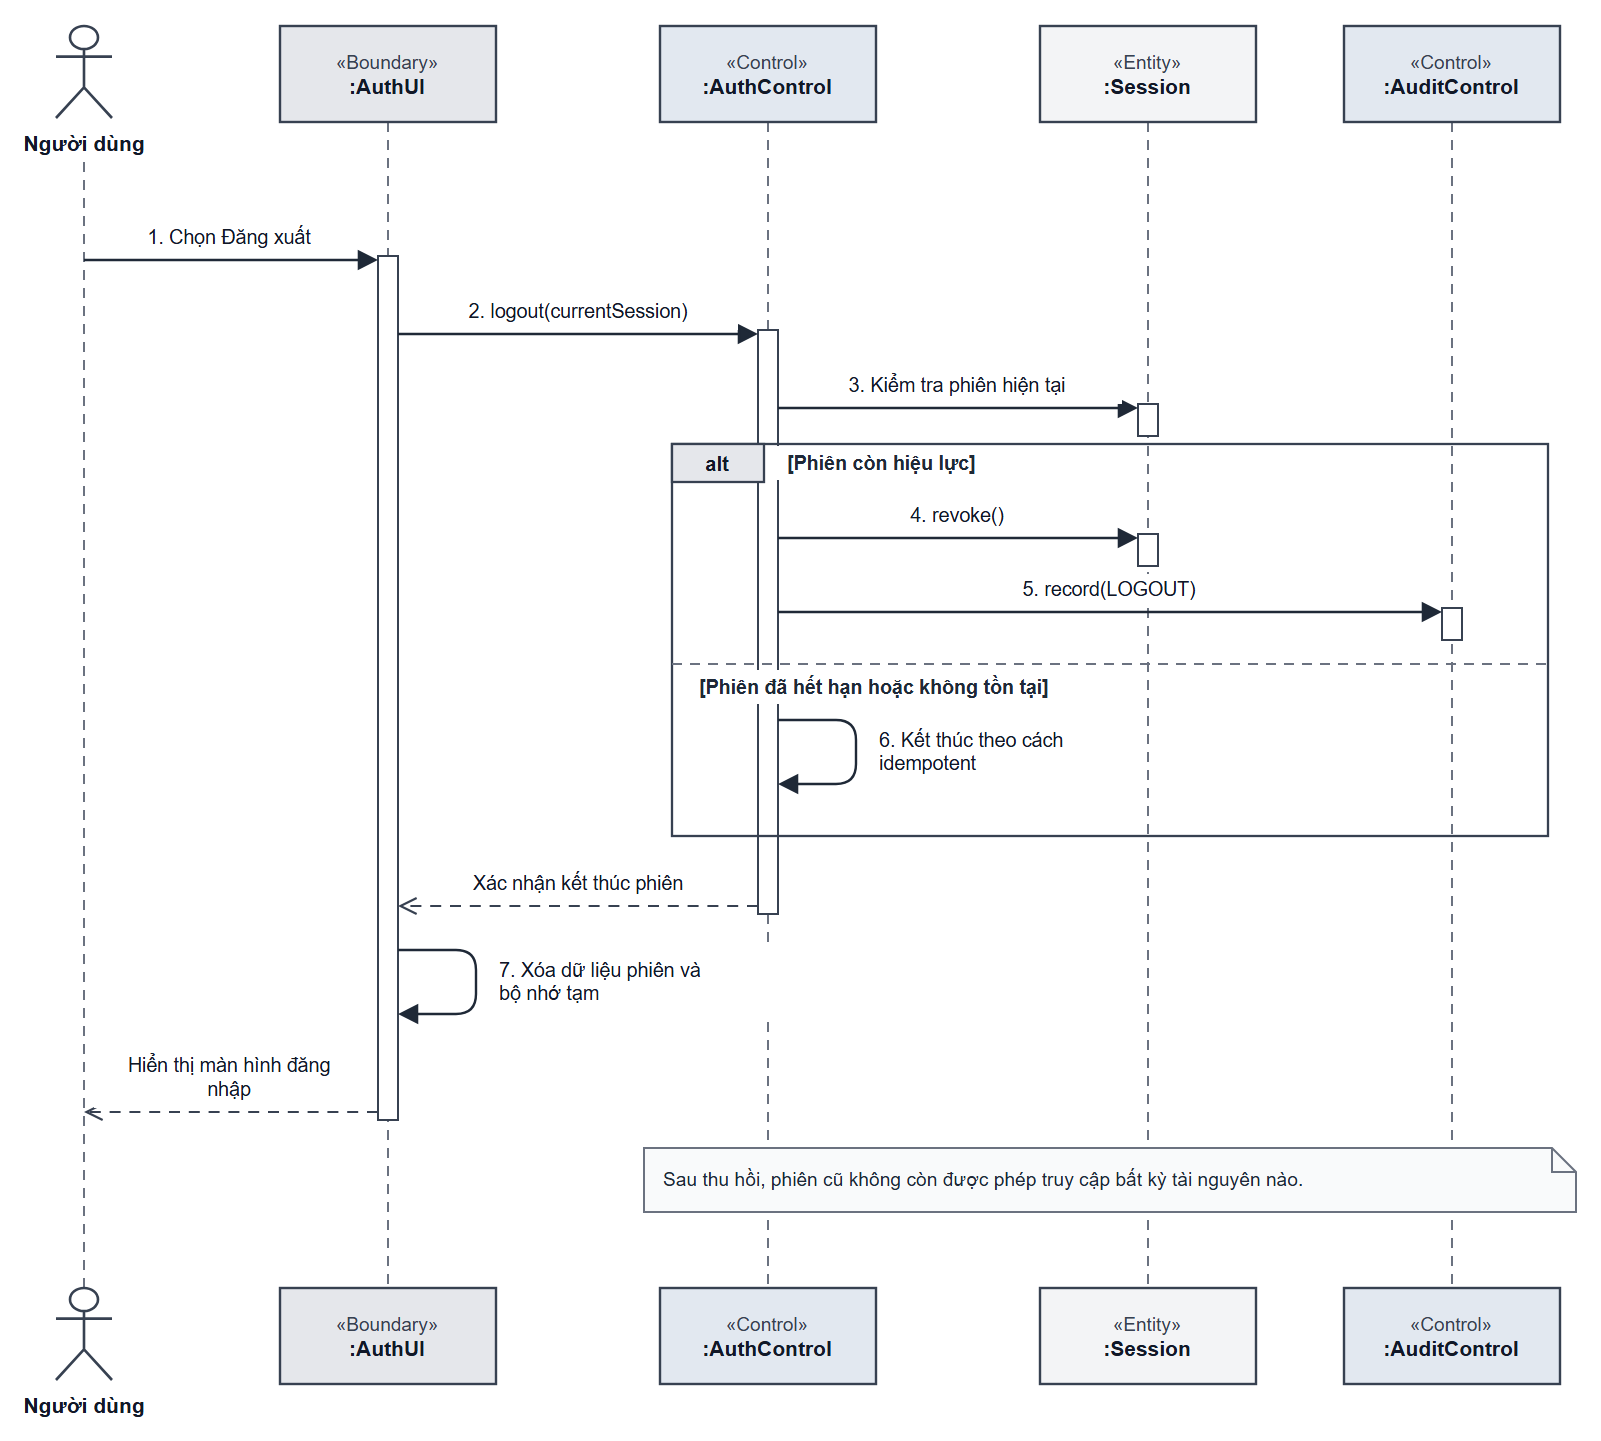 «Boundary»
:AuthUI
«Control»
:AuthControl
«Entity»
:Session
«Control»
:AuditControl
Người dùng
1. Chọn Đăng xuất
2. logout(currentSession)
3. Kiểm tra phiên hiện tại
alt
[Phiên còn hiệu lực]
4. revoke()
5. record(LOGOUT)
[Phiên đã hết hạn hoặc không tồn tại]
6. Kết thúc theo cách
idempotent
Xác nhận kết thúc phiên
7. Xóa dữ liệu phiên và
bộ nhớ tạm
Hiển thị màn hình đăng
nhập
Sau thu hồi, phiên cũ không còn được phép truy cập bất kỳ tài nguyên nào.
«Boundary»
:AuthUI
«Control»
:AuthControl
«Entity»
:Session
«Control»
:AuditControl
Người dùng